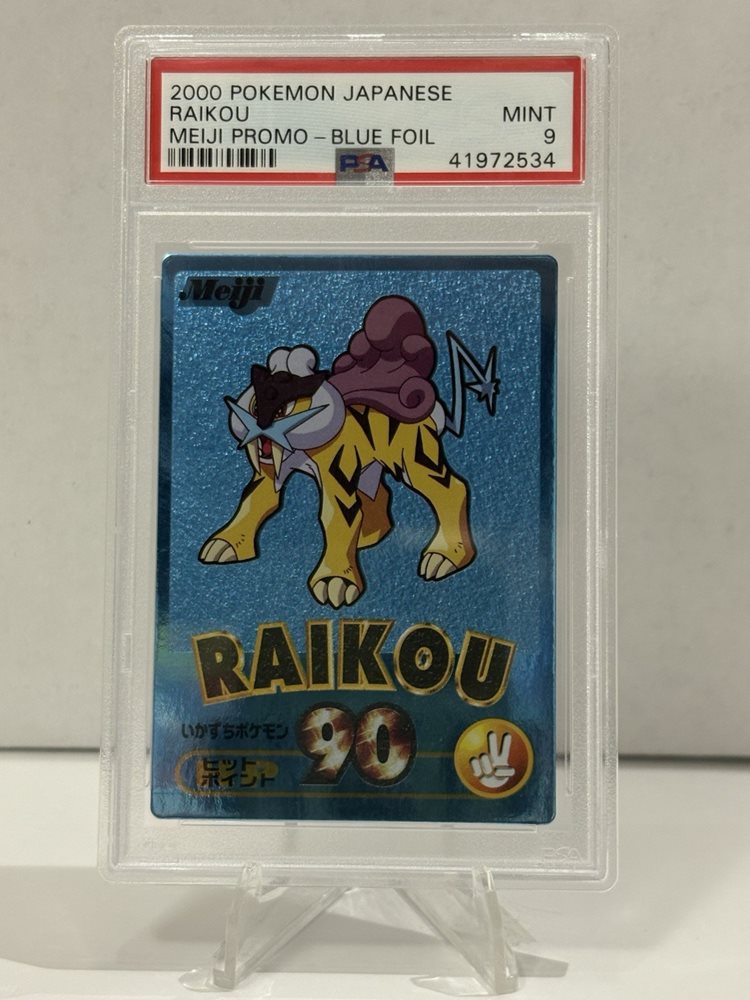 2000 POKEMON JAPANESE
RAIKOU MINT
MEIJI PROMO – BLUE FOIL 9
PSA 41972534
Meiji
RAIKOU
いかずちポケモン 90
ヒット
ポイント
PSA